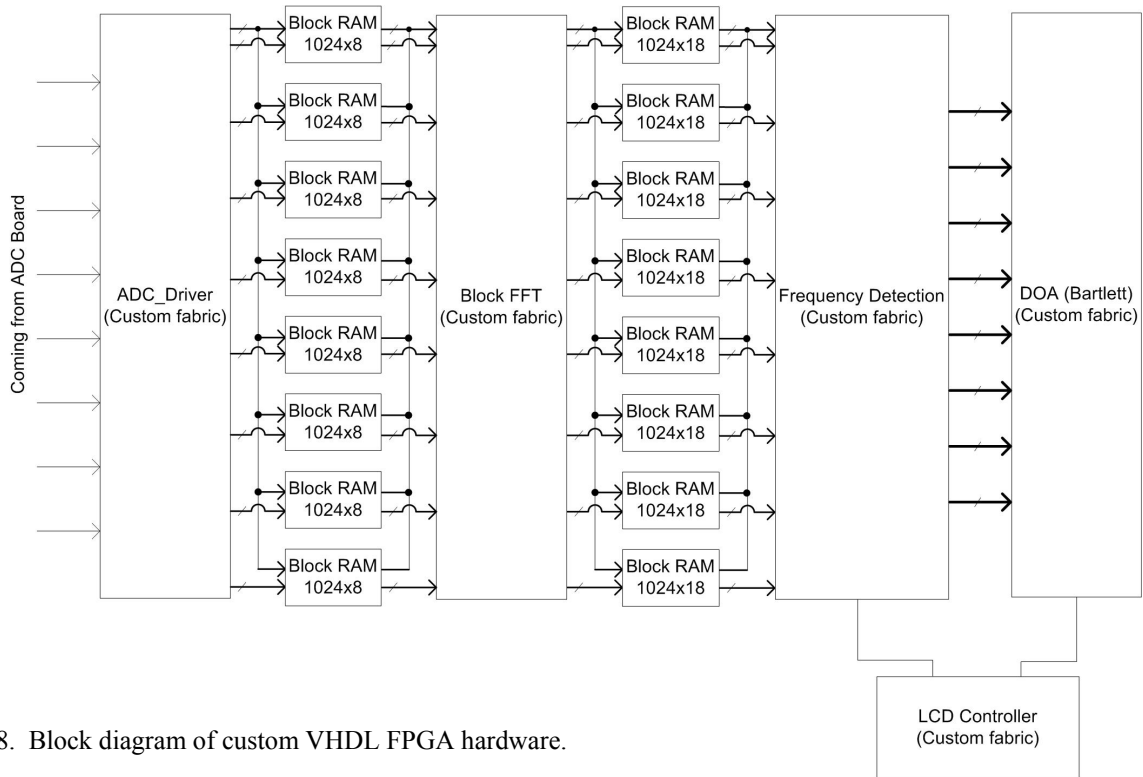 Coming from ADC Board
ADC_Driver
(Custom fabric)
Block RAM
1024x8
Block RAM
1024x8
Block RAM
1024x8
Block RAM
1024x8
Block RAM
1024x8
Block RAM
1024x8
Block RAM
1024x8
Block RAM
1024x8
Block FFT
(Custom fabric)
Block RAM
1024x18
Block RAM
1024x18
Block RAM
1024x18
Block RAM
1024x18
Block RAM
1024x18
Block RAM
1024x18
Block RAM
1024x18
Block RAM
1024x18
Frequency Detection
(Custom fabric)
DOA (Bartlett)
(Custom fabric)
LCD Controller
(Custom fabric)
8. Block diagram of custom VHDL FPGA hardware.